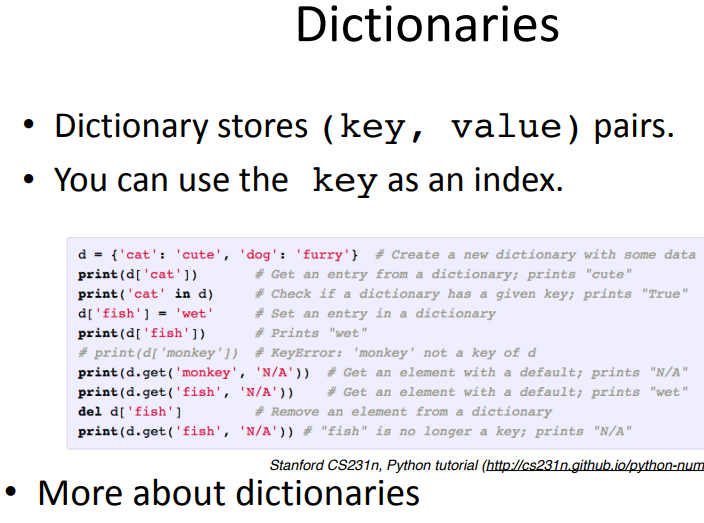 Dictionaries
• Dictionary stores (key, value) pairs.
• You can use the key as an index.
d = {'cat': 'cute', 'dog': 'furry'}  # Create a new dictionary with some data
print(d['cat'])       # Get an entry from a dictionary; prints "cute"
print('cat' in d)     # Check if a dictionary has a given key; prints "True"
d['fish'] = 'wet'     # Set an entry in a dictionary
print(d['fish'])      # Prints "wet"
# print(d['monkey'])  # KeyError: 'monkey' not a key of d
print(d.get('monkey', 'N/A'))  # Get an element with a default; prints "N/A"
print(d.get('fish', 'N/A'))    # Get an element with a default; prints "wet"
del d['fish']         # Remove an element from a dictionary
print(d.get('fish', 'N/A')) # "fish" is no longer a key; prints "N/A"
Stanford CS231n, Python tutorial (http://cs231n.github.io/python-num
• More about dictionaries